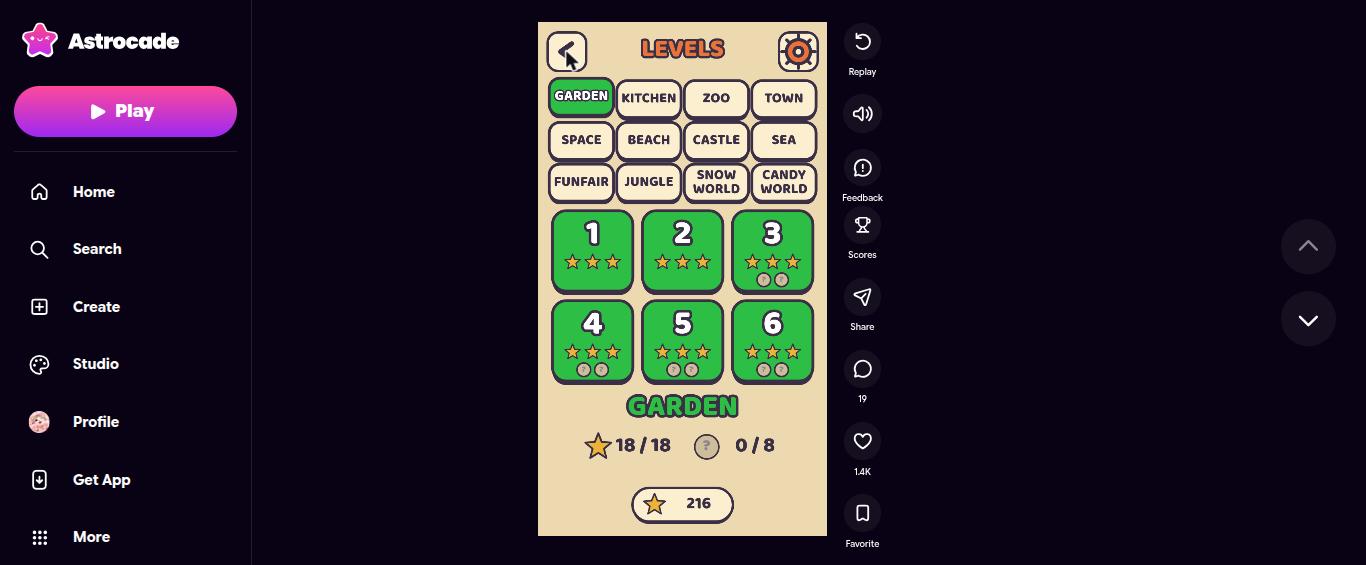 Astrocade
Play
Home
Search
Create
Studio
Profile
Get App
More
LEVELS
GARDEN KITCHEN ZOO TOWN
SPACE BEACH CASTLE SEA
FUNFAIR JUNGLE SNOW WORLD CANDY WORLD
1 2 3
? ?
4 5 6
? ? ? ? ? ?
GARDEN
18 / 18 ? 0 / 8
216
Replay
Feedback
Scores
Share
19
1.4K
Favorite